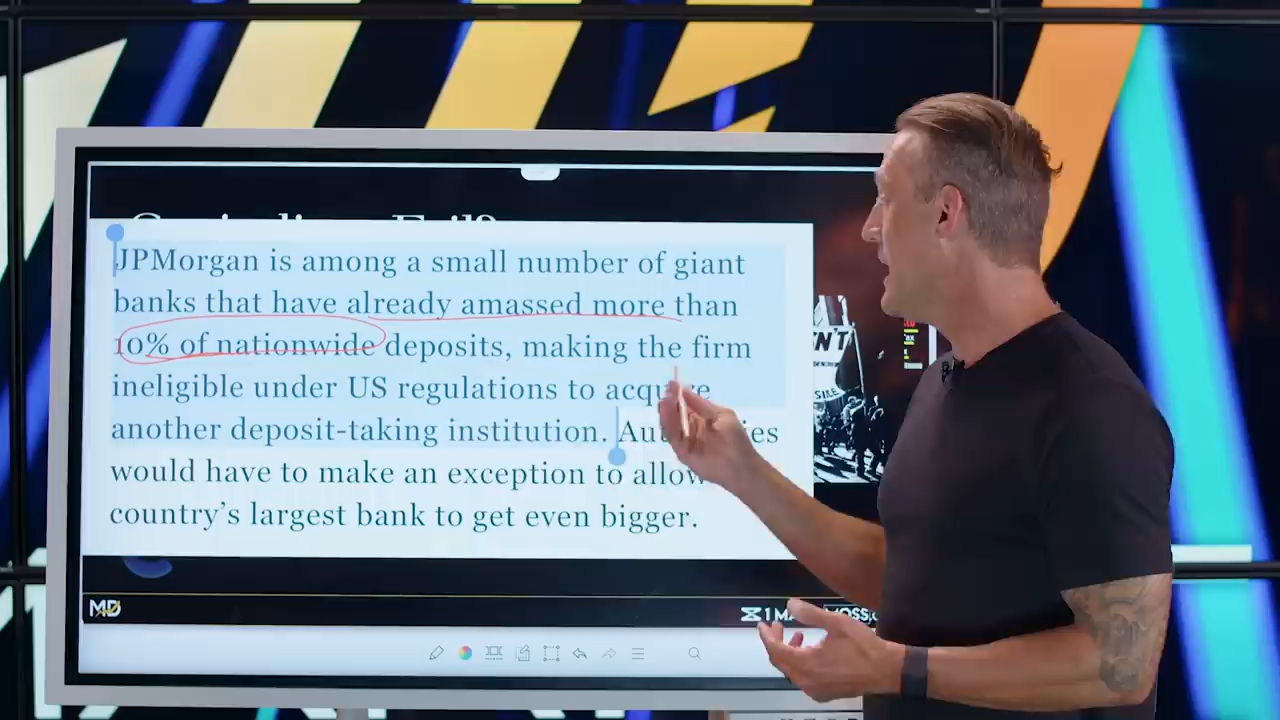 JPMorgan is among a small number of giant
banks that have already amassed more than
10% of nationwide deposits, making the firm
ineligible under US regulations to acquire
another deposit-taking institution. Authorities
would have to make an exception to allow
country's largest bank to get even bigger.
MD